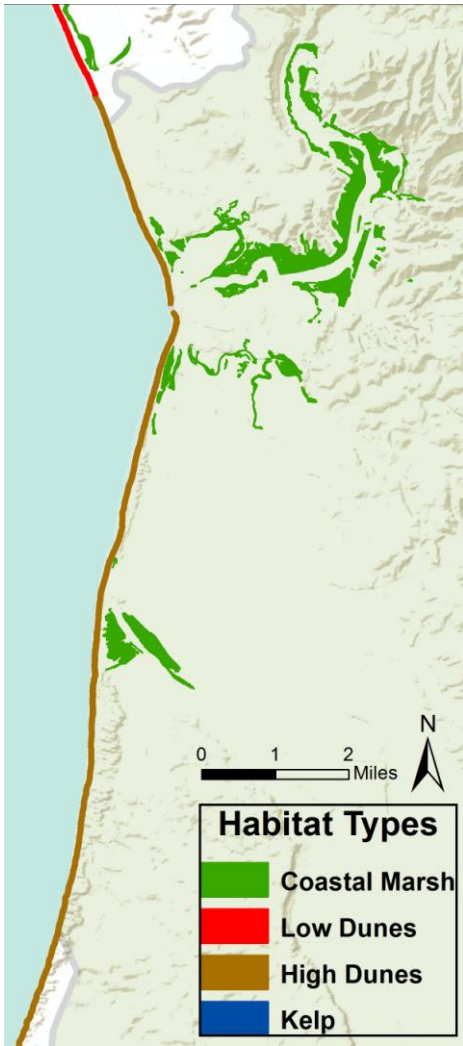 N
0 1 2
Miles
Habitat Types
Coastal Marsh
Low Dunes
High Dunes
Kelp